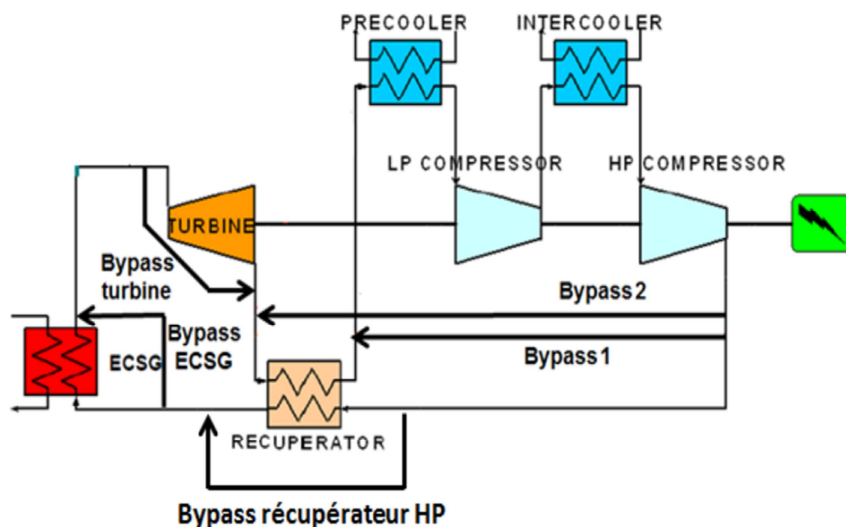 PRECOOLER
INTERCOOLER
LP COMPRESSOR
HP COMPRESSOR
TURBINE
Bypass
turbine
Bypass 2
Bypass
ECSG
Bypass 1
ECSG
RECUPERATOR
Bypass récupérateur HP